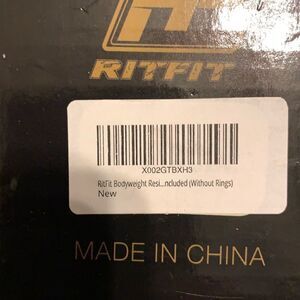 RITFIT
X002GTBXH3
RitFit Bodyweight Resi...ncluded (Without Rings)
New
MADE IN CHINA